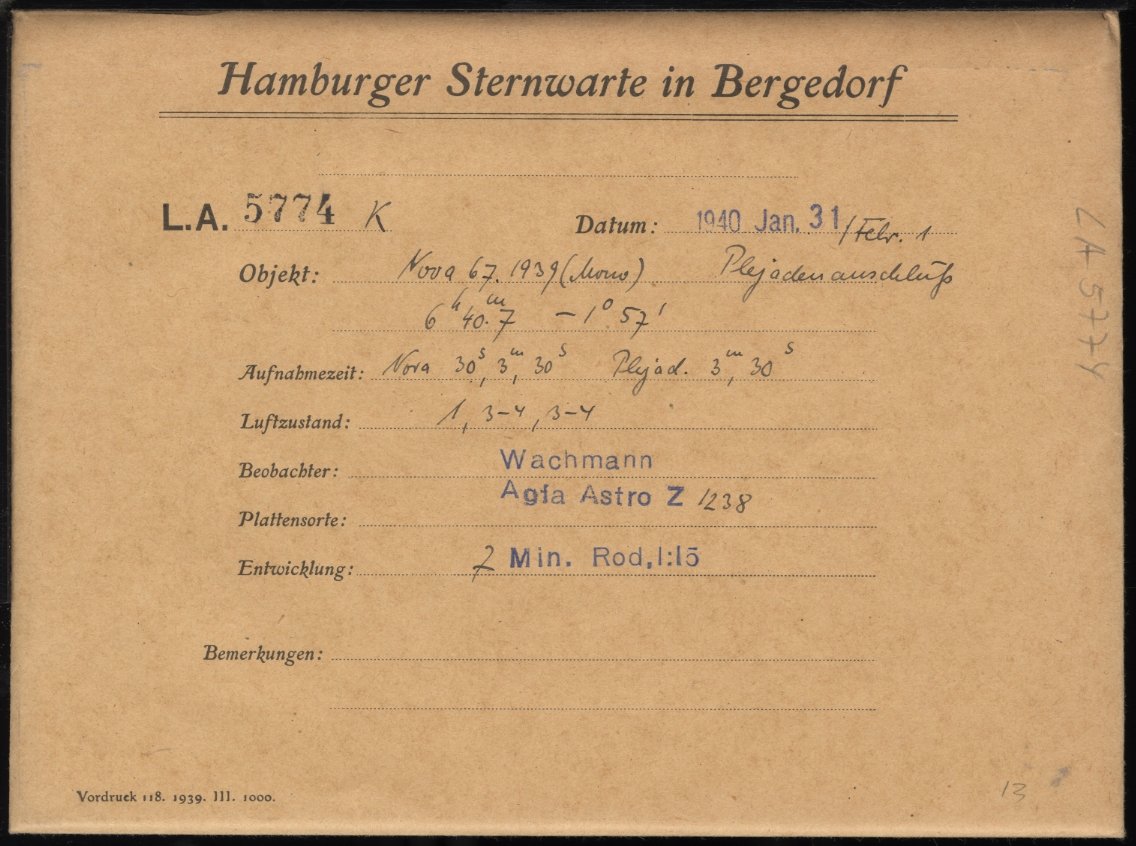 Hamburger Sternwarte in Bergedorf
L.A. 5774 K
Datum: 1940 Jan. 31/Febr. 1
Objekt: Nova 67.1939 (Mono) Plejadenanschluß
6h 40.m7 -1° 57'
Aufnahmezeit: Nova 30s, 3m, 30s Plejad. 3m, 30s
Luftzustand: 1, 3-4, 3-4
Beobachter: Wachmann
Agfa Astro Z 1238
Plattensorte:
Entwicklung: 7 Min. Rod, 1:15
Bemerkungen:
Vordruck 118. 1939. III. 1000.
13
LA 5774